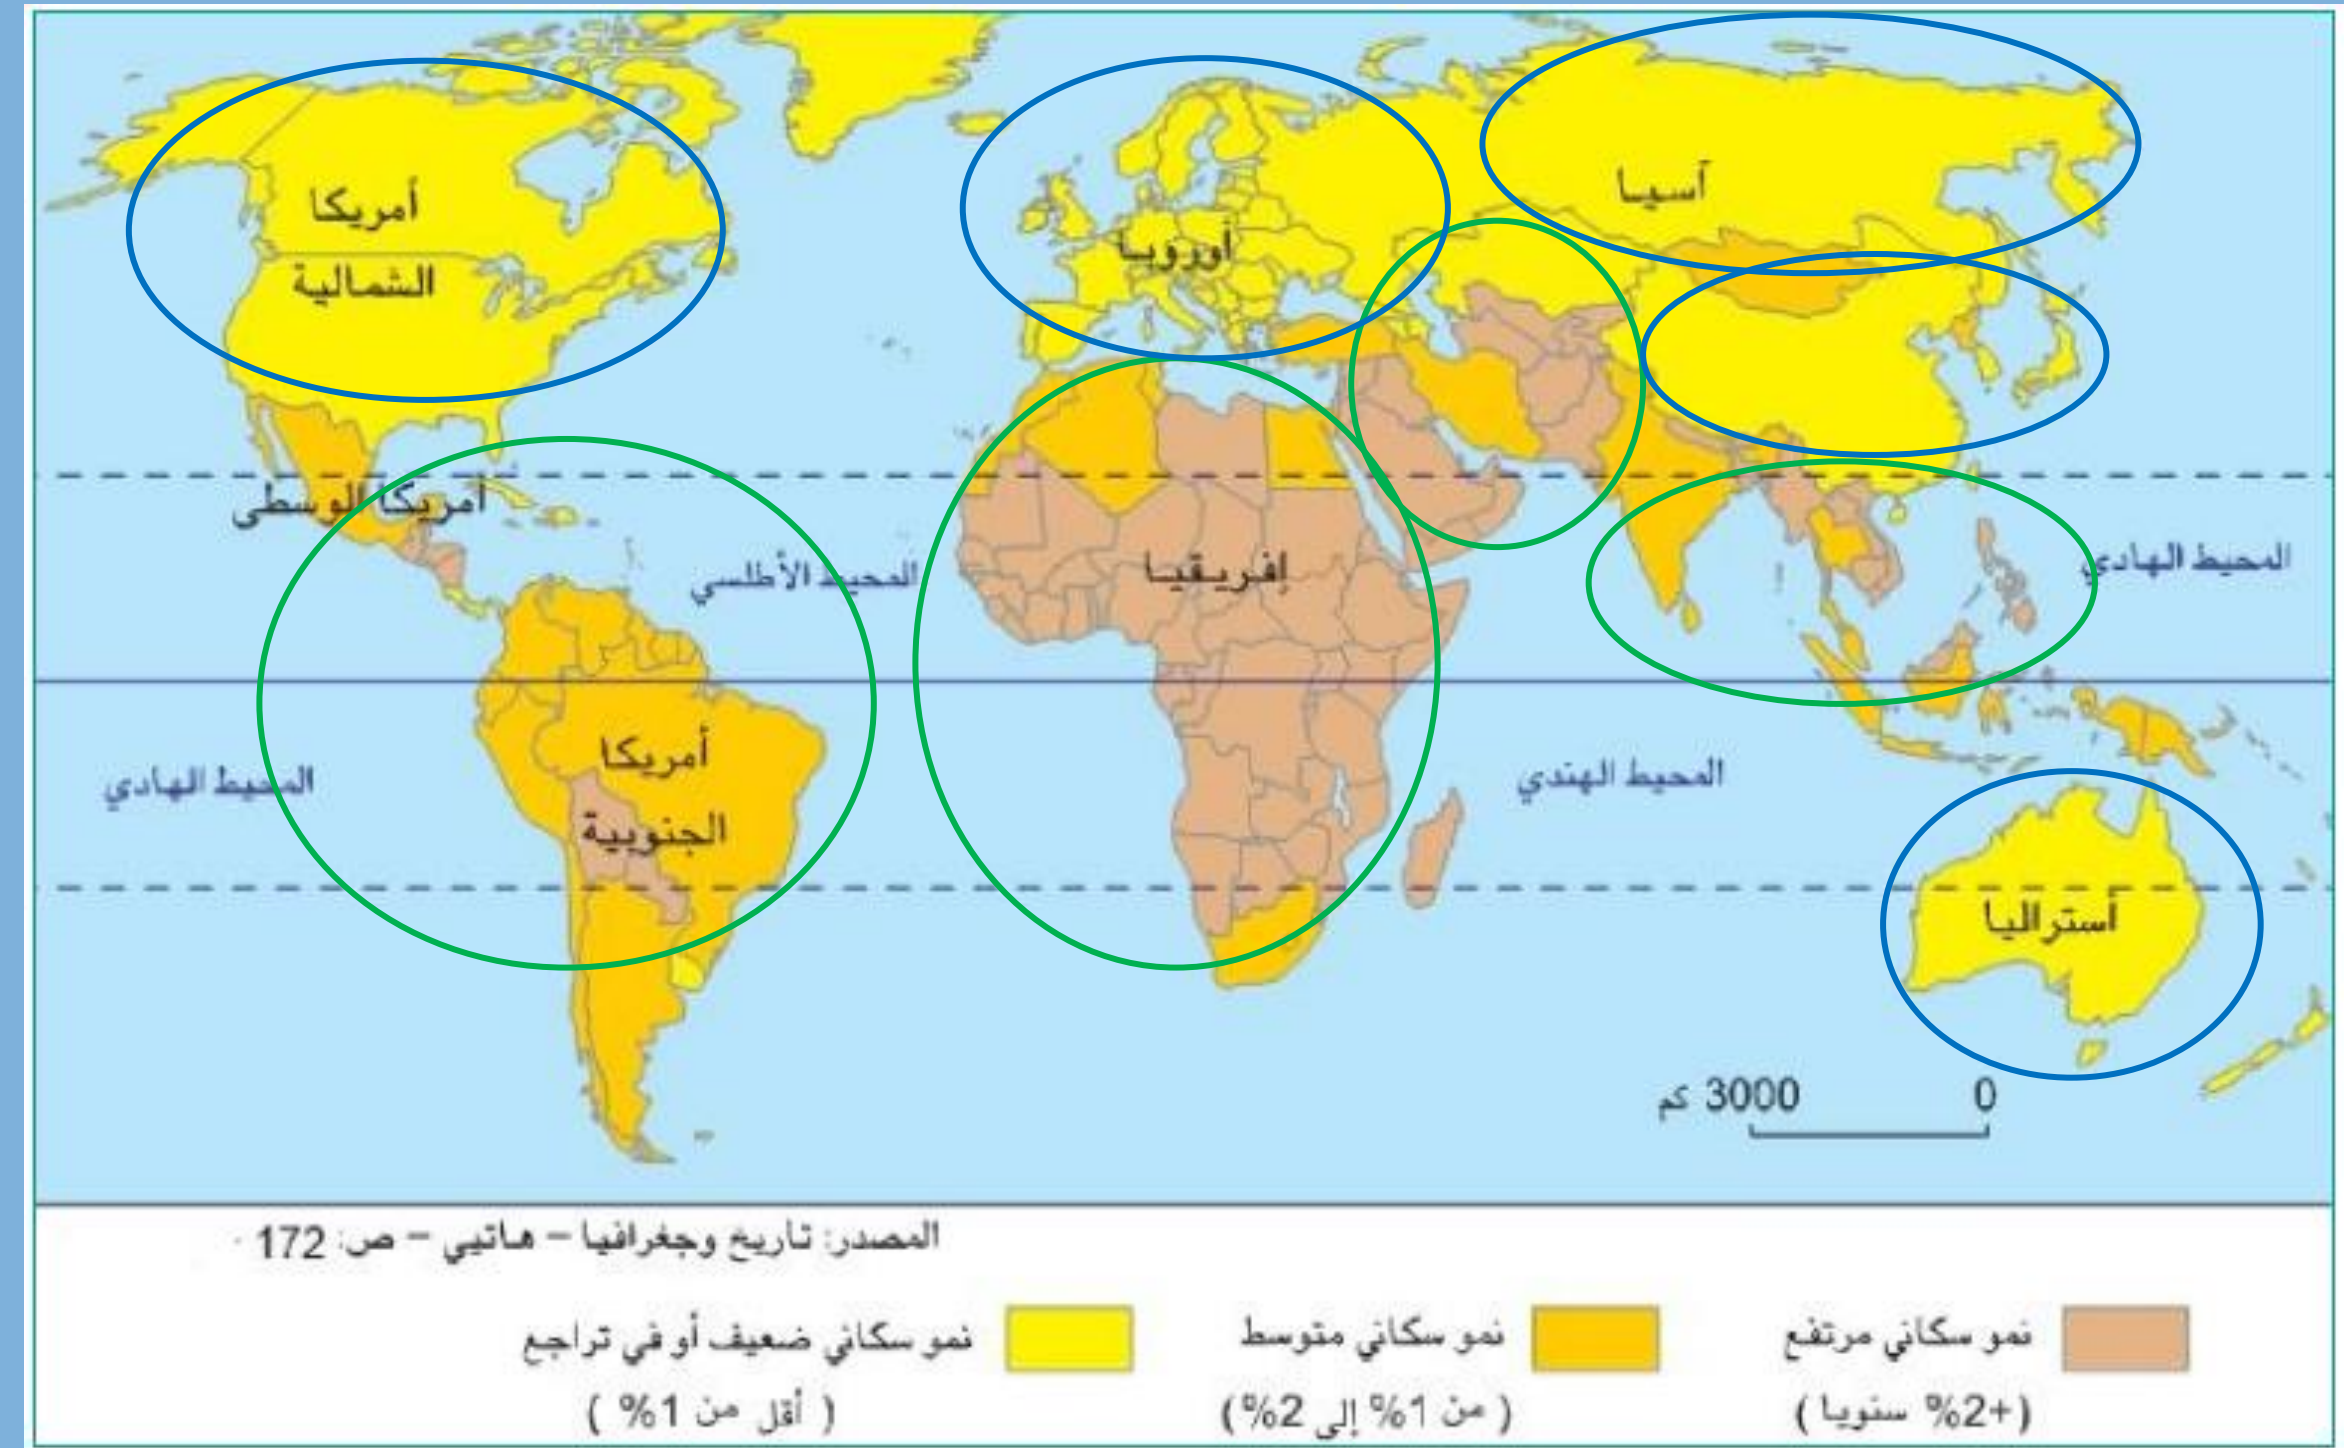 أمريكا
الشمالية
أوروبا
آسيا
أمريكا الوسطى
المحيط الأطلسي
إفريقيا
المحيط الهادي
أمريكا
الجنوبية
المحيط الهادي
المحيط الهندي
أستراليا
3000 كم
0
المصدر: تاريخ وجغرافيا – هاتيي – ص: 172
نمو سكاني مرتفع
(+2% سنويا)
نمو سكاني متوسط
(من 1% إلى 2%)
نمو سكاني ضعيف أو في تراجع
(أقل من 1%)